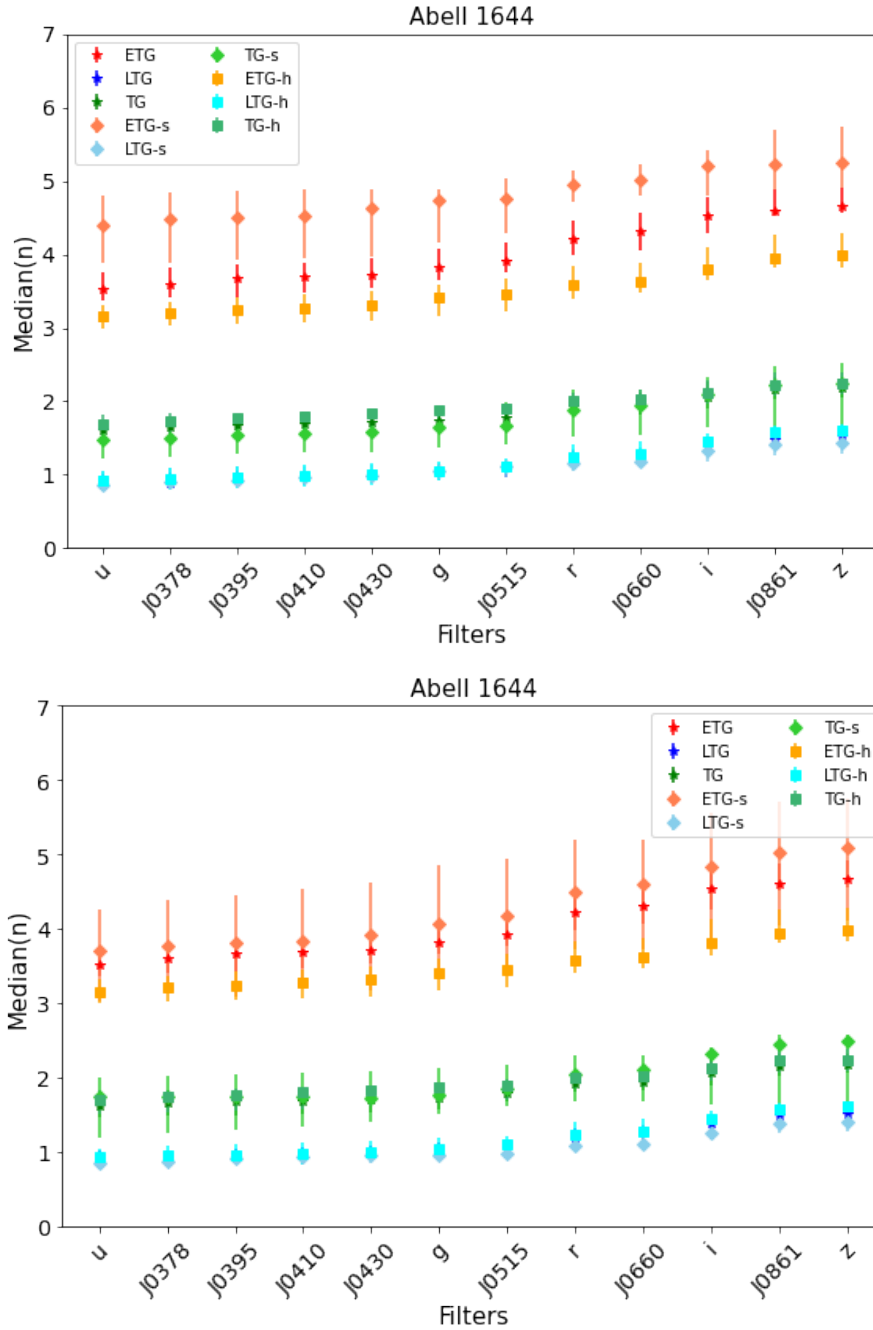 Abell 1644
7
6
5
4
3
2
1
0
Median(n)
ETG
LTG
TG
ETG-s
LTG-s
TG-s
ETG-h
LTG-h
TG-h
u
J0378
J0395
J0410
J0430
g
J0515
r
J0660
i
J0861
z
Filters
Abell 1644
7
6
5
4
3
2
1
0
Median(n)
ETG
LTG
TG
ETG-s
LTG-s
TG-s
ETG-h
LTG-h
TG-h
u
J0378
J0395
J0410
J0430
g
J0515
r
J0660
i
J0861
z
Filters